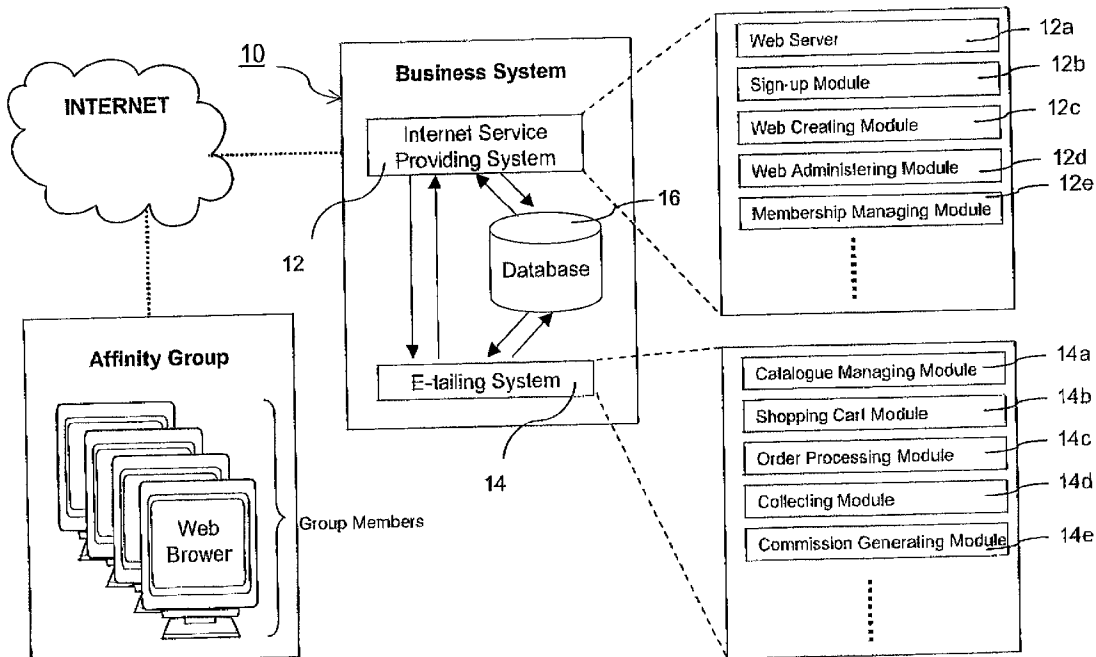 INTERNET
10
Business System
Internet Service
Providing System
12
16
Database
E-tailing System
14
Affinity Group
Web
Brower
Group Members
Web Server
12a
Sign-up Module
12b
Web Creating Module
12c
Web Administering Module
12d
Membership Managing Module
12e
Catalogue Managing Module
14a
Shopping Cart Module
14b
Order Processing Module
14c
Collecting Module
14d
Commission Generating Module
14e